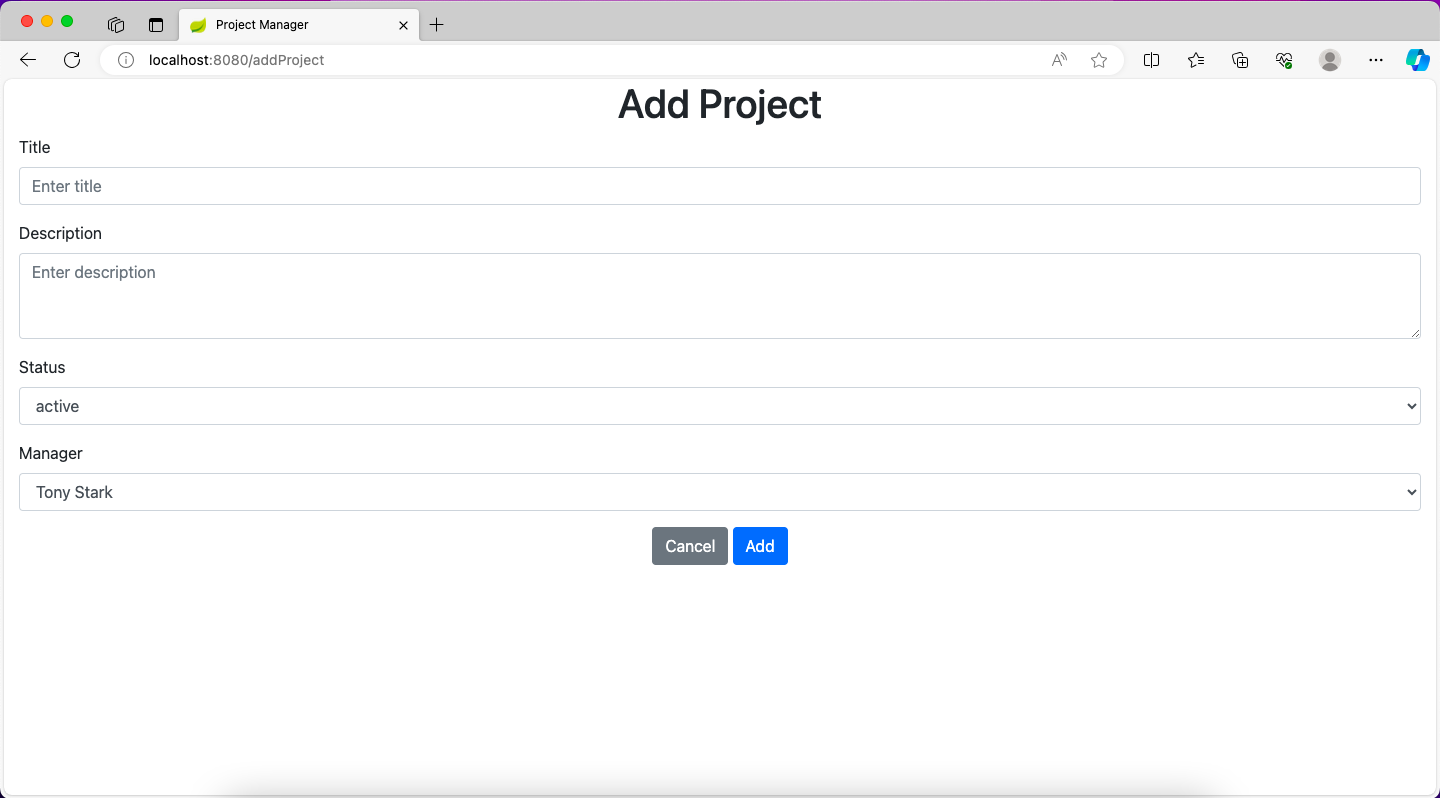 Project Manager
localhost:8080/addProject
Add Project
Title
Enter title
Description
Enter description
Status
active
Manager
Tony Stark
Cancel Add